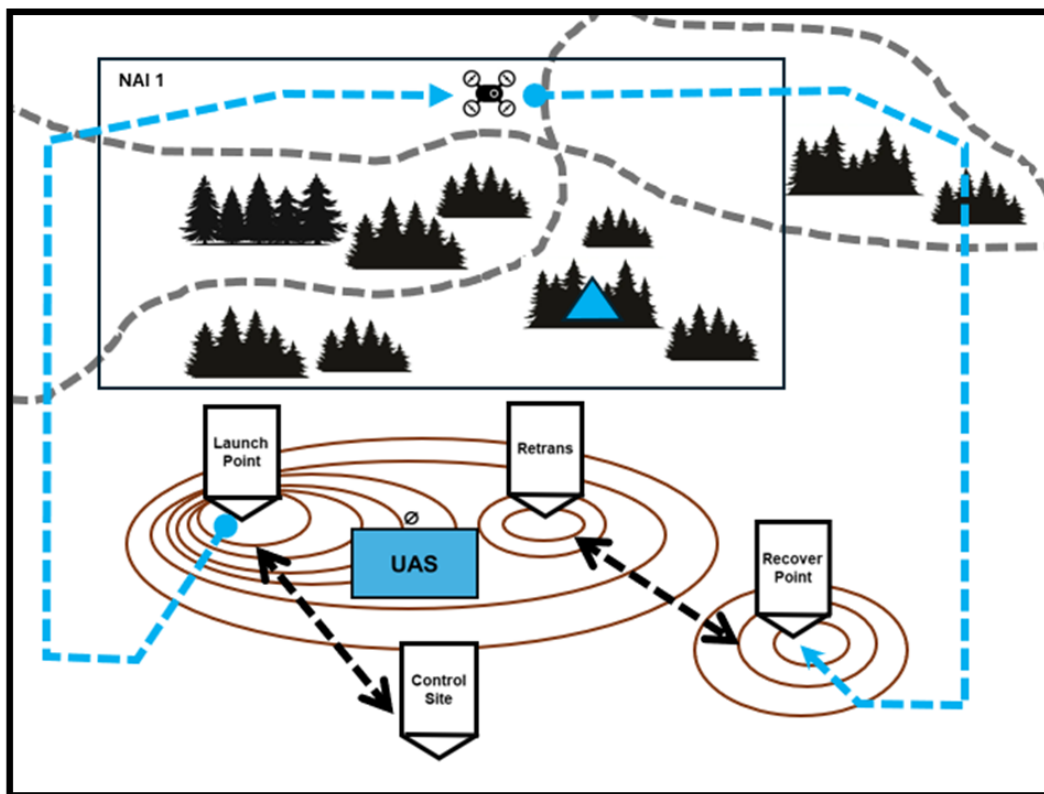 NAI 1
Launch
Point
Retrans
Ø
UAS
Recover
Point
Control
Site